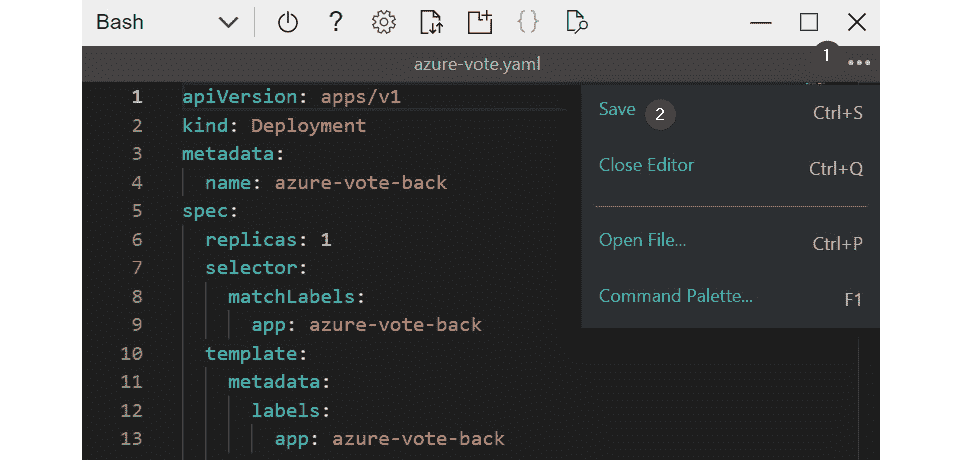 Bash
azure-vote.yaml
1
Save 2 Ctrl+S
Close Editor Ctrl+Q
Open File... Ctrl+P
Command Palette... F1
1 apiVersion: apps/v1
2 kind: Deployment
3 metadata:
4 name: azure-vote-back
5 spec:
6 replicas: 1
7 selector:
8 matchLabels:
9 app: azure-vote-back
10 template:
11 metadata:
12 labels:
13 app: azure-vote-back